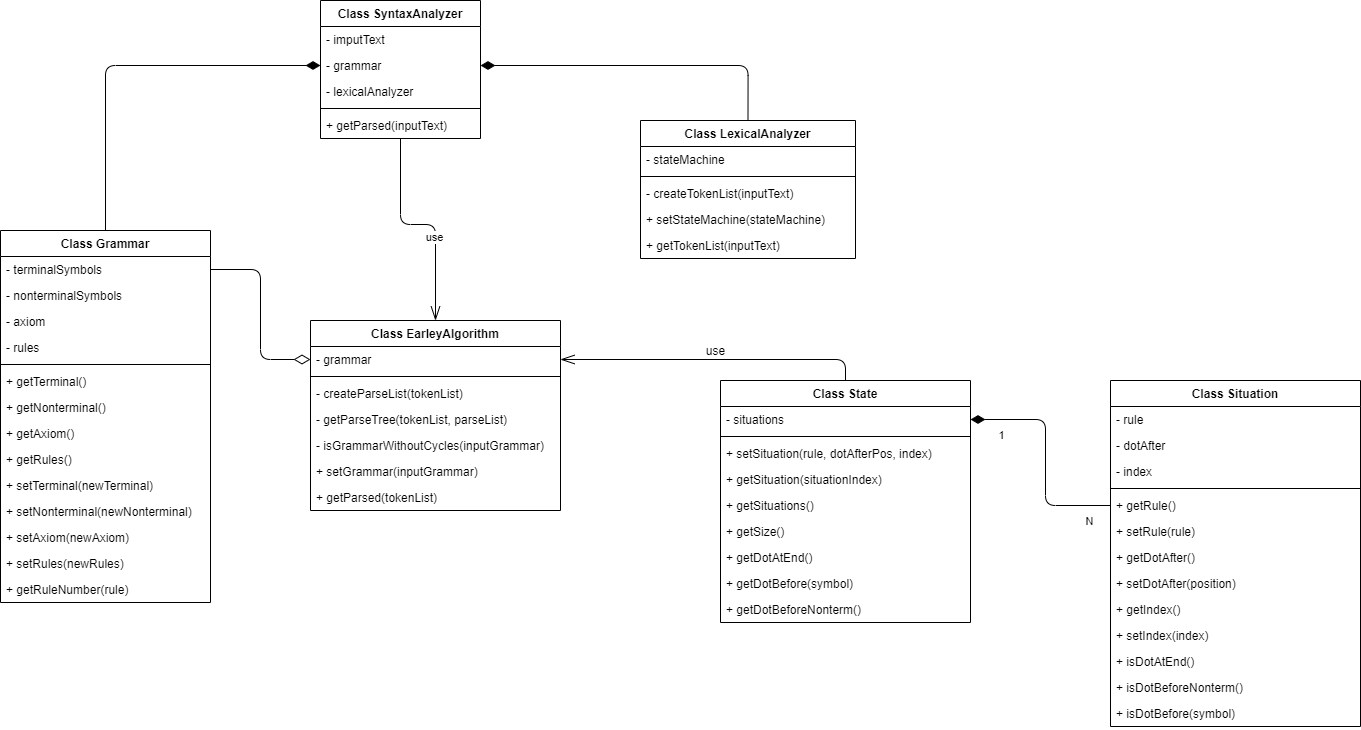 Class SyntaxAnalyzer
- imputText
- grammar
- lexicalAnalyzer
+ getParsed(inputText)
Class LexicalAnalyzer
- stateMachine
- createTokenList(inputText)
+ setStateMachine(stateMachine)
+ getTokenList(inputText)
use
Class Grammar
- terminalSymbols
- nonterminalSymbols
- axiom
- rules
+ getTerminal()
+ getNonterminal()
+ getAxiom()
+ getRules()
+ setTerminal(newTerminal)
+ setNonterminal(newNonterminal)
+ setAxiom(newAxiom)
+ setRules(newRules)
+ getRuleNumber(rule)
Class EarleyAlgorithm
- grammar
- createParseList(tokenList)
- getParseTree(tokenList, parseList)
- isGrammarWithoutCycles(inputGrammar)
+ setGrammar(inputGrammar)
+ getParsed(tokenList)
use
Class State
- situations
+ setSituation(rule, dotAfterPos, index)
+ getSituation(situationIndex)
+ getSituations()
+ getSize()
+ getDotAtEnd()
+ getDotBefore(symbol)
+ getDotBeforeNonterm()
1
N
Class Situation
- rule
- dotAfter
- index
+ getRule()
+ setRule(rule)
+ getDotAfter()
+ setDotAfter(position)
+ getIndex()
+ setIndex(index)
+ isDotAtEnd()
+ isDotBeforeNonterm()
+ isDotBefore(symbol)